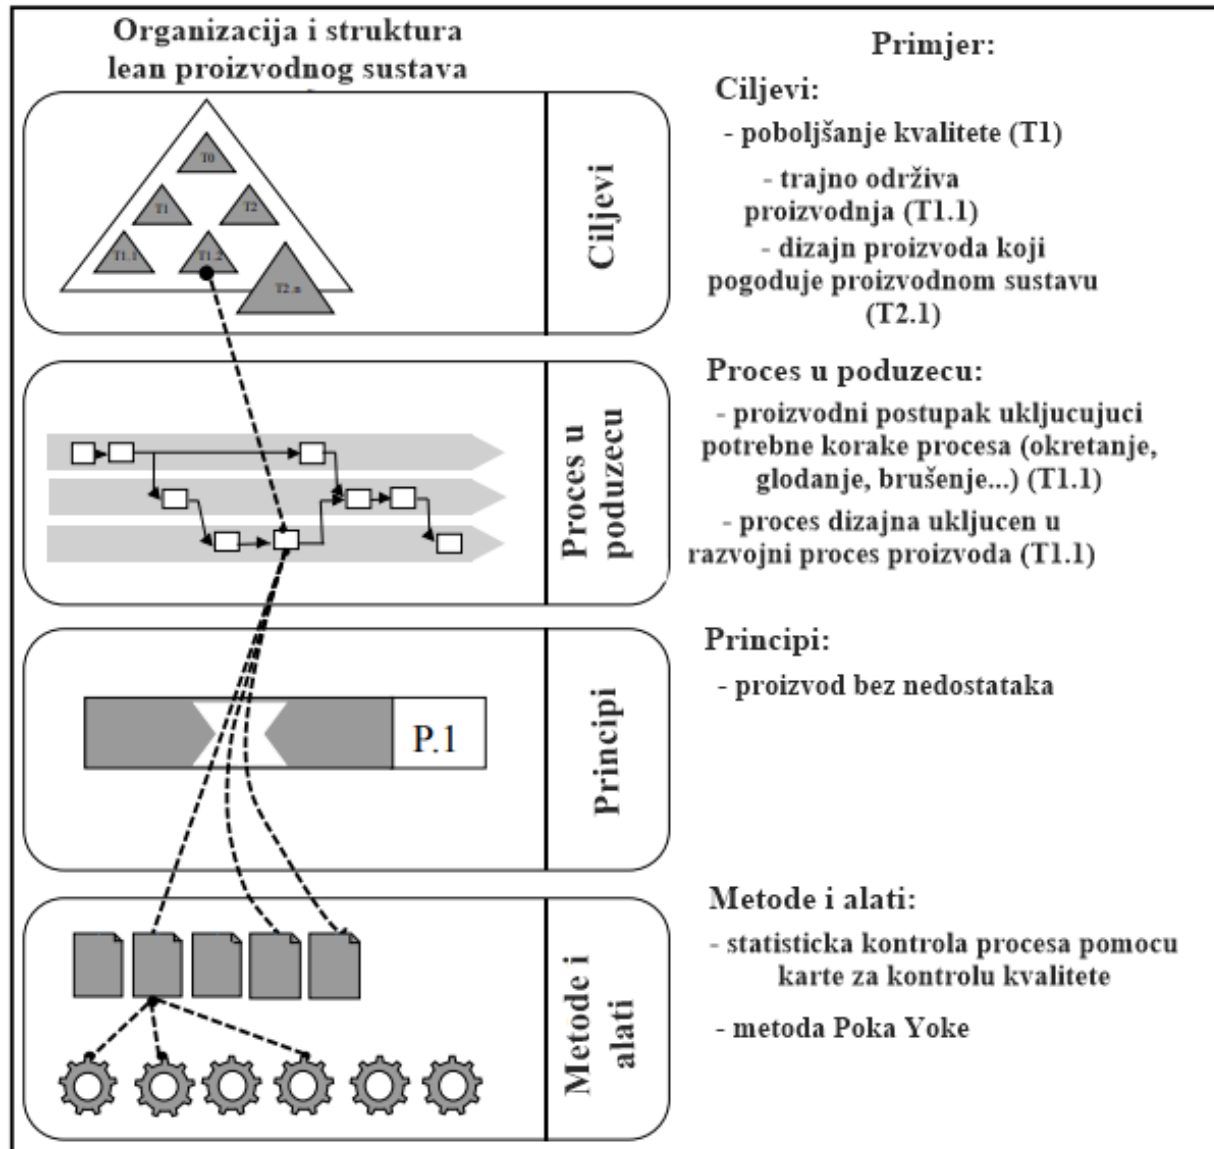 Organizacija i struktura
lean proizvodnog sustava
T0
T1
T2
T1.1
T1.2
T2.n
Ciljevi
Proces u
poduzecu
P.1
Principi
Metode i
alati
Primjer:
Ciljevi:
- poboljšanje kvalitete (T1)
- trajno održiva
proizvodnja (T1.1)
- dizajn proizvoda koji
pogoduje proizvodnom sustavu
(T2.1)
Proces u poduzecu:
- proizvodni postupak ukljucujuci
potrebne korake procesa (okretanje,
glodanje, brušenje...) (T1.1)
- proces dizajna ukljucen u
razvojni proces proizvoda (T1.1)
Principi:
- proizvod bez nedostataka
Metode i alati:
- statisticka kontrola procesa pomocu
karte za kontrolu kvalitete
- metoda Poka Yoke